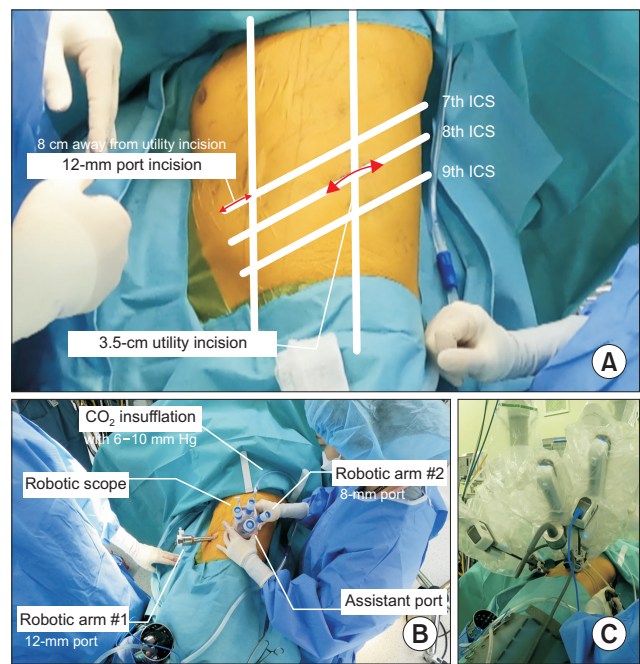 7th ICS
8th ICS
9th ICS
8 cm away from utility incision
12-mm port incision
3.5-cm utility incision
A
CO₂ insufflation
with 6–10 mm Hg
Robotic scope
Robotic arm #2
8-mm port
Assistant port
Robotic arm #1
12-mm port
B
C